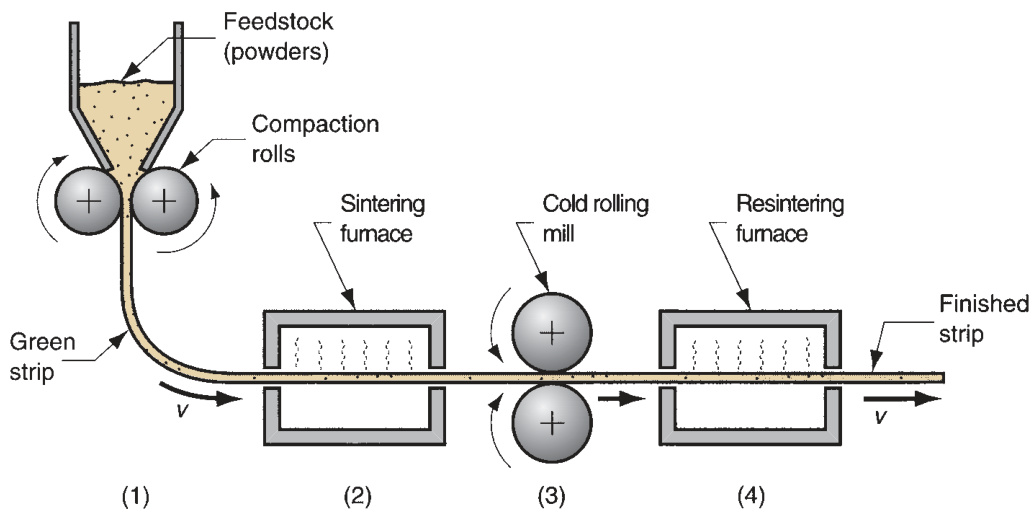 Feedstock
(powders)
Compaction
rolls
Sintering
furnace
Cold rolling
mill
Resintering
furnace
Finished
strip
Green
strip
v
v
(1)
(2)
(3)
(4)